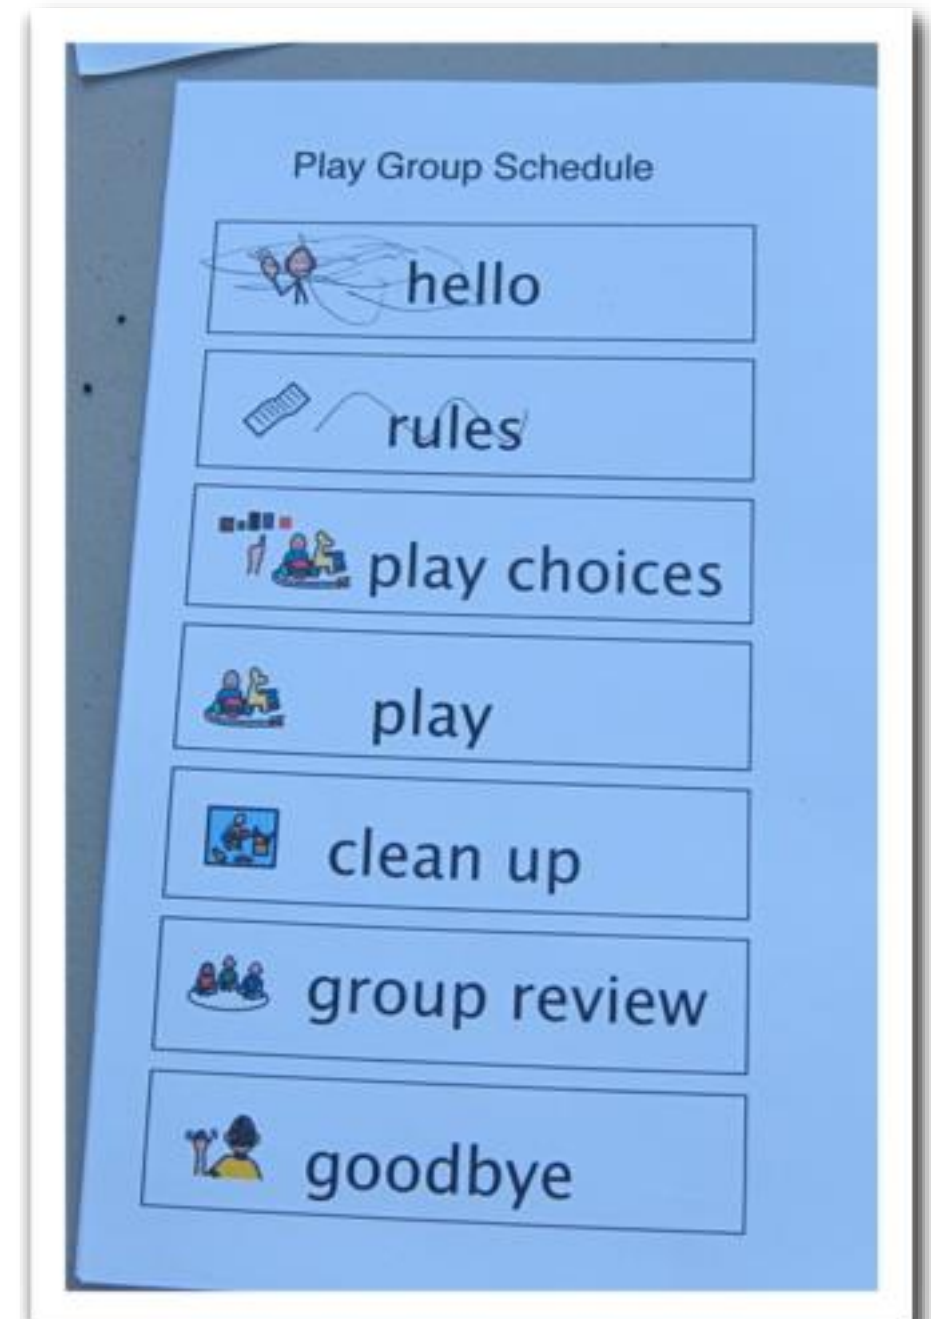 Play Group Schedule
hello
rules
play choices
play
clean up
group review
goodbye